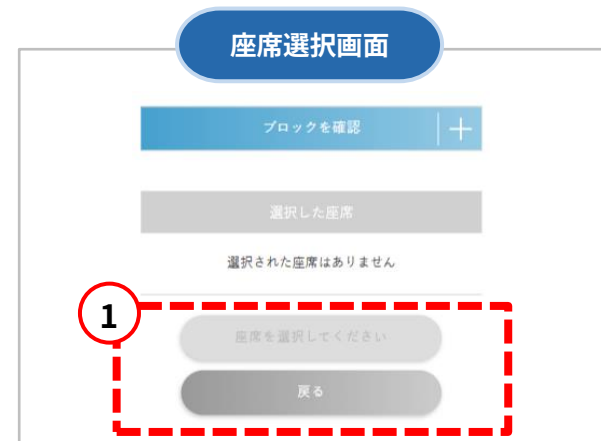 座席選択画面
ブロックを確認
選択した座席
選択された座席はありません
1
座席を選択してください
戻る